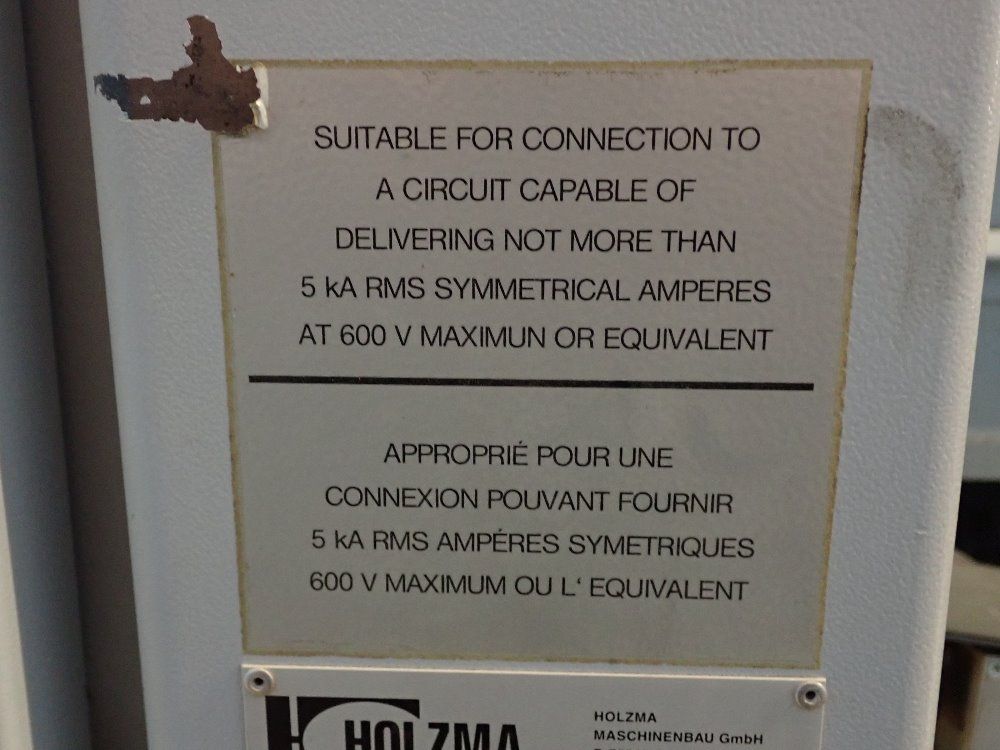 SUITABLE FOR CONNECTION TO
A CIRCUIT CAPABLE OF
DELIVERING NOT MORE THAN
5 kA RMS SYMMETRICAL AMPERES
AT 600 V MAXIMUN OR EQUIVALENT
APPROPRIÉ POUR UNE
CONNEXION POUVANT FOURNIR
5 kA RMS AMPÉRES SYMETRIQUES
600 V MAXIMUM OU L‘ EQUIVALENT
HOLZMA
HOLZMA
MASCHINENBAU GmbH